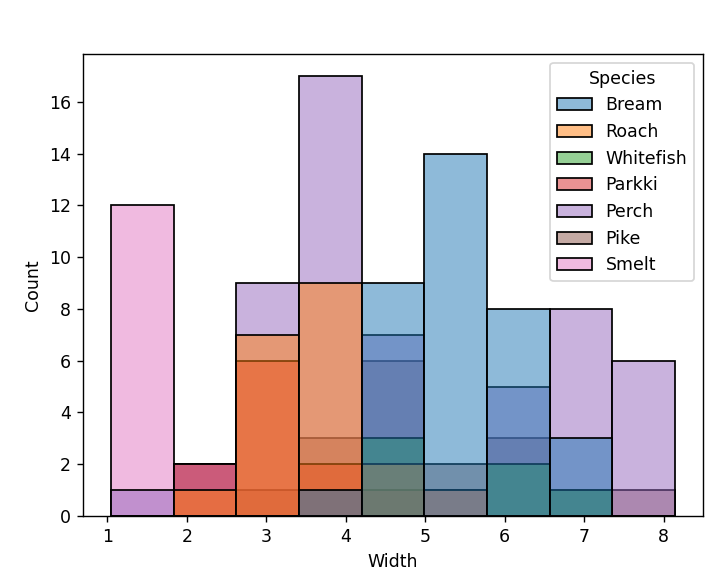 Species
Bream
Roach
Whitefish
Parkki
Perch
Pike
Smelt
16
14
12
10
8
6
4
2
0
Count
1 2 3 4 5 6 7 8
Width